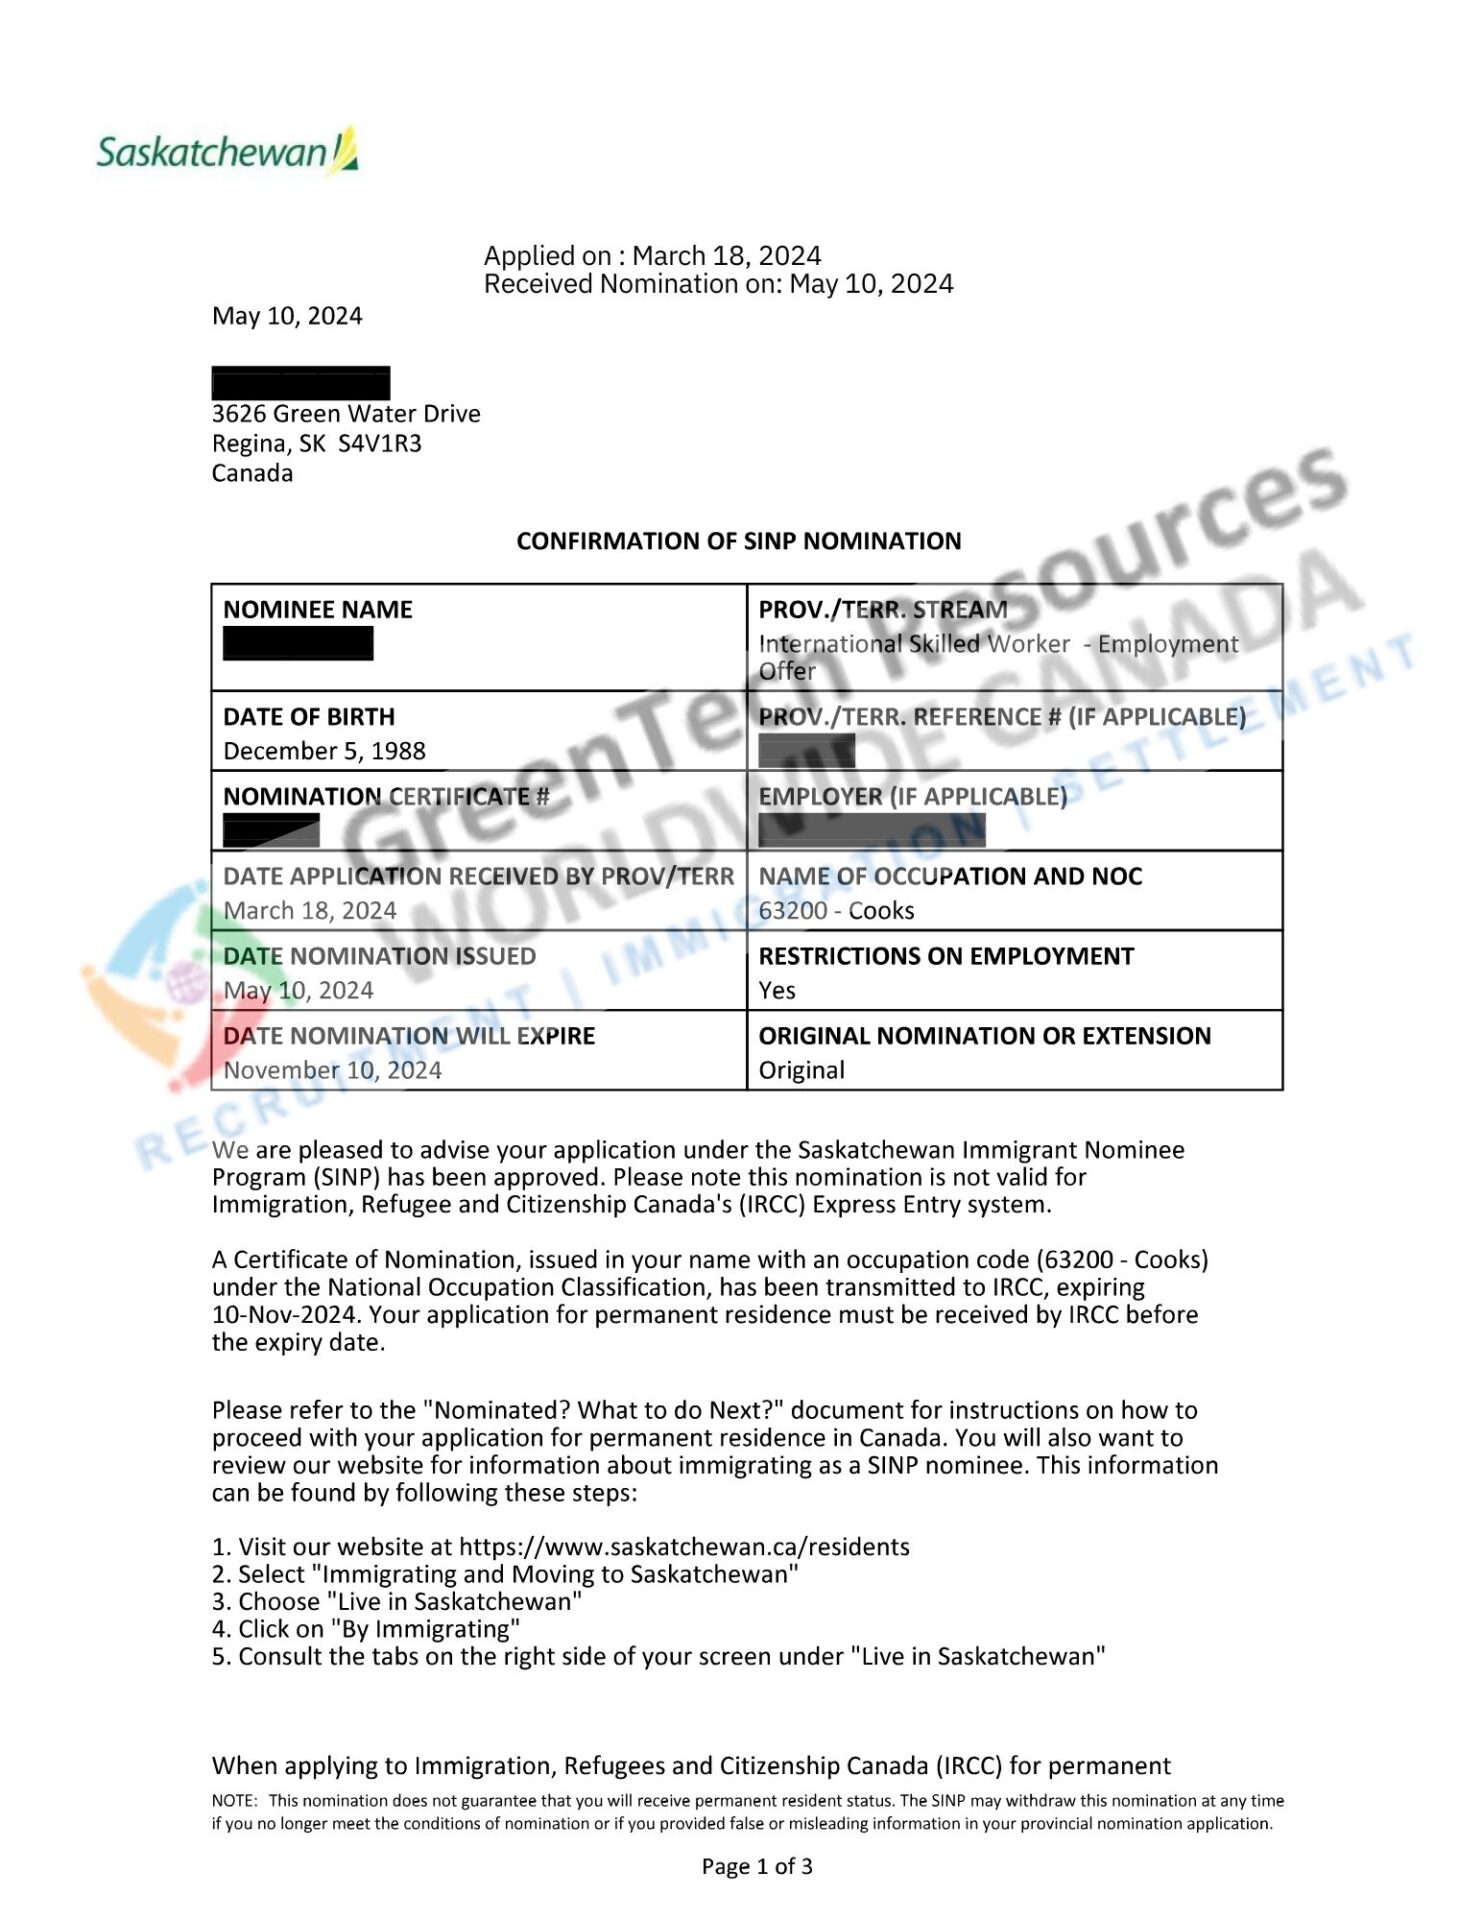 Saskatchewan
Applied on : March 18, 2024
Received Nomination on: May 10, 2024
May 10, 2024
3626 Green Water Drive
Regina, SK  S4V1R3
Canada
CONFIRMATION OF SINP NOMINATION
NOMINEE NAME
PROV./TERR. STREAM
International Skilled Worker  - Employment
Offer
DATE OF BIRTH
December 5, 1988
PROV./TERR. REFERENCE # (IF APPLICABLE)
NOMINATION CERTIFICATE #
EMPLOYER (IF APPLICABLE)
DATE APPLICATION RECEIVED BY PROV/TERR
March 18, 2024
NAME OF OCCUPATION AND NOC
63200 - Cooks
DATE NOMINATION ISSUED
May 10, 2024
RESTRICTIONS ON EMPLOYMENT
Yes
DATE NOMINATION WILL EXPIRE
November 10, 2024
ORIGINAL NOMINATION OR EXTENSION
Original
GreenTech Resources
WORLDWIDE CANADA
RECRUITMENT | IMMIGRATION | SETTLEMENT
We are pleased to advise your application under the Saskatchewan Immigrant Nominee
Program (SINP) has been approved. Please note this nomination is not valid for
Immigration, Refugee and Citizenship Canada's (IRCC) Express Entry system.
A Certificate of Nomination, issued in your name with an occupation code (63200 - Cooks)
under the National Occupation Classification, has been transmitted to IRCC, expiring
10-Nov-2024. Your application for permanent residence must be received by IRCC before
the expiry date.
Please refer to the "Nominated? What to do Next?" document for instructions on how to
proceed with your application for permanent residence in Canada. You will also want to
review our website for information about immigrating as a SINP nominee. This information
can be found by following these steps:
1. Visit our website at https://www.saskatchewan.ca/residents
2. Select "Immigrating and Moving to Saskatchewan"
3. Choose "Live in Saskatchewan"
4. Click on "By Immigrating"
5. Consult the tabs on the right side of your screen under "Live in Saskatchewan"
When applying to Immigration, Refugees and Citizenship Canada (IRCC) for permanent
NOTE:  This nomination does not guarantee that you will receive permanent resident status. The SINP may withdraw this nomination at any time
if you no longer meet the conditions of nomination or if you provided false or misleading information in your provincial nomination application.
Page 1 of 3